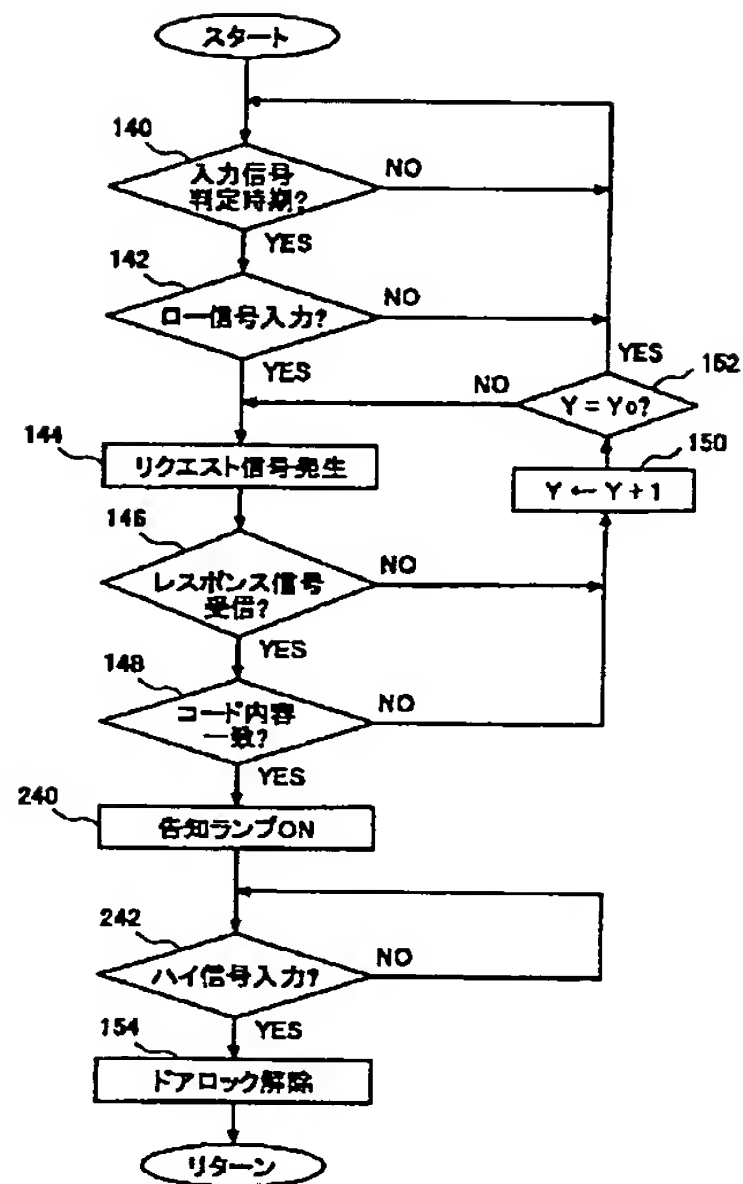 スタート
140
入力信号
判定時期?
NO
YES
142
ロー信号入力?
NO
YES
YES
152
NO
Y = Yo?
144
リクエスト信号発生
150
Y ← Y + 1
146
レスポンス信号
受信?
NO
YES
148
コード内容
一致?
NO
YES
240
告知ランプON
242
ハイ信号入力?
NO
YES
154
ドアロック解除
リターン